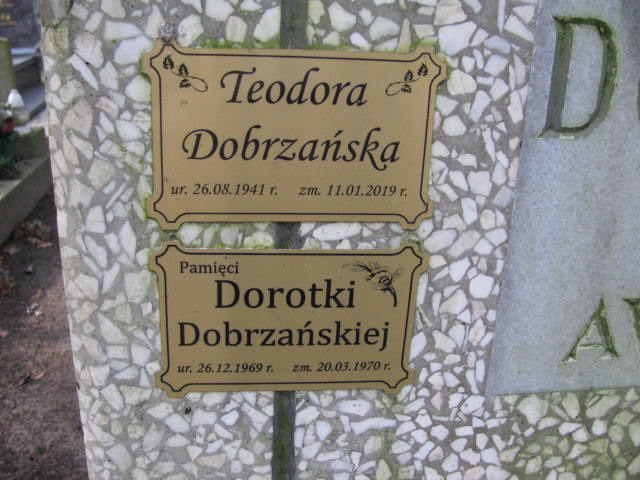 Teodora
Dobrzańska
ur. 26.08.1941 r. zm. 11.01.2019 r.
Pamięci
Dorotki
Dobrzańskiej
ur. 26.12.1969 r. zm. 20.03.1970 r.
D
A